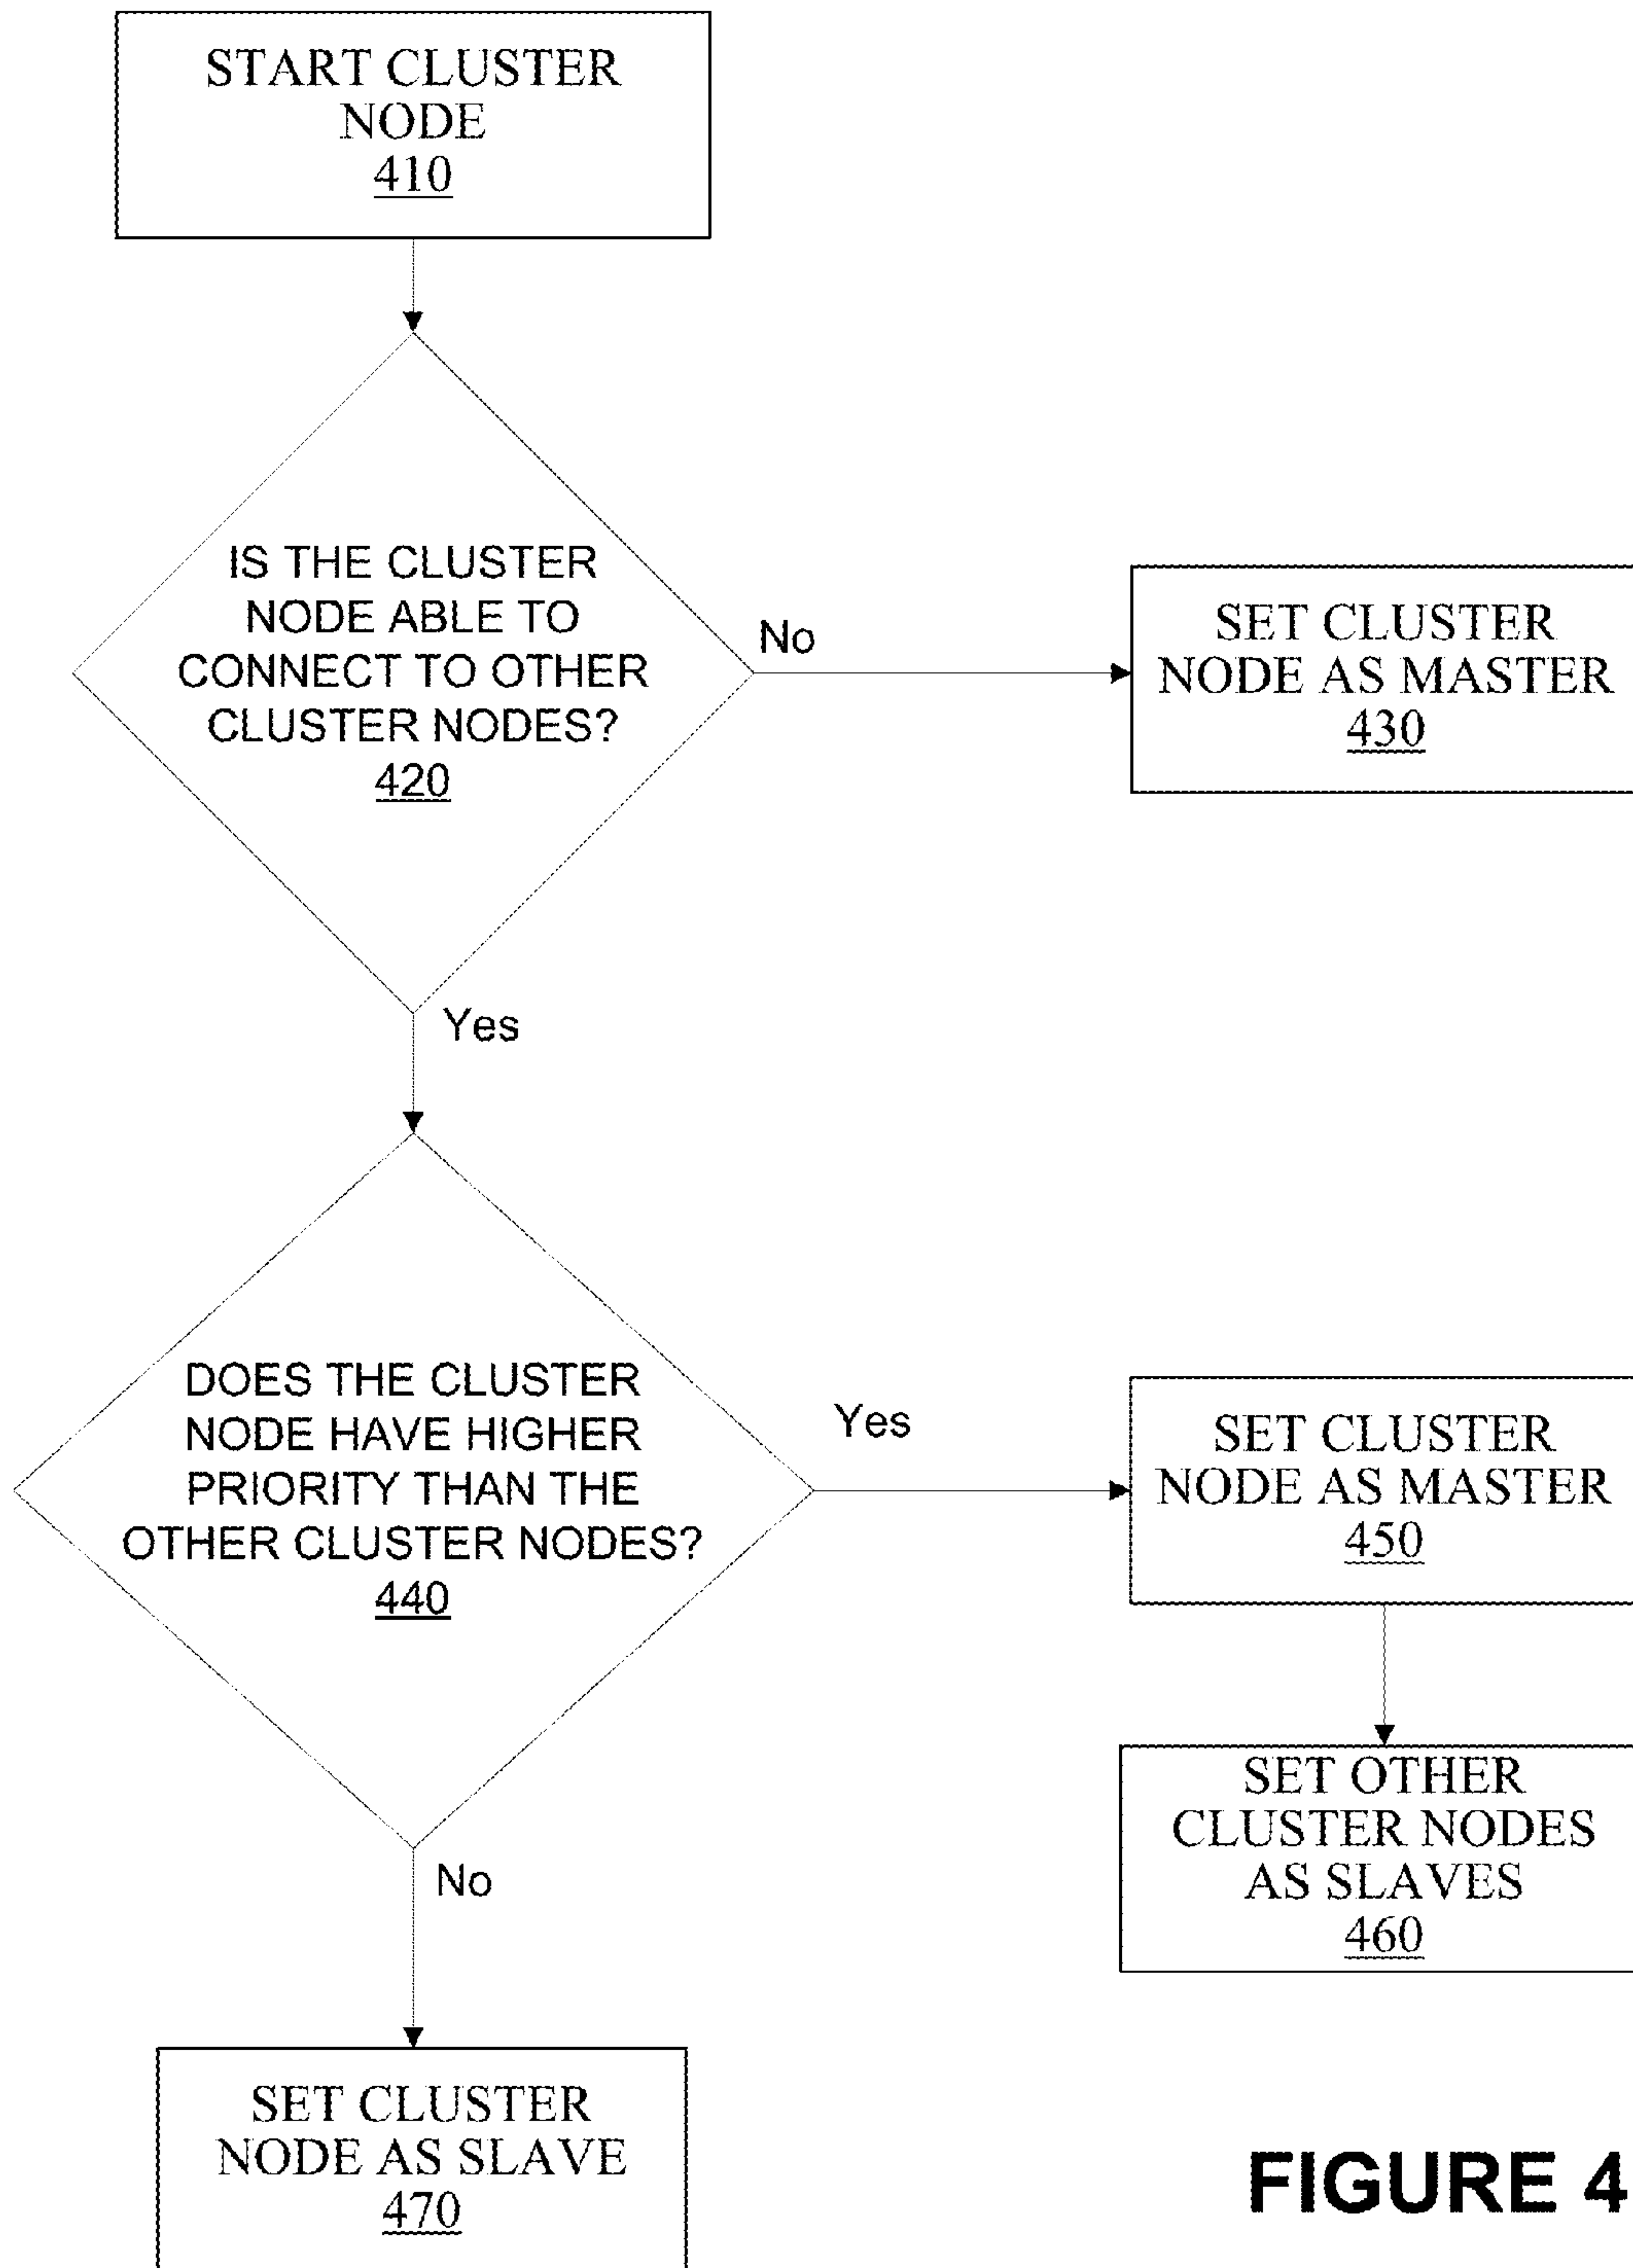 START CLUSTER
NODE
410
IS THE CLUSTER
NODE ABLE TO
CONNECT TO OTHER
CLUSTER NODES?
420
No
SET CLUSTER
NODE AS MASTER
430
Yes
DOES THE CLUSTER
NODE HAVE HIGHER
PRIORITY THAN THE
OTHER CLUSTER NODES?
440
Yes
SET CLUSTER
NODE AS MASTER
450
SET OTHER
CLUSTER NODES
AS SLAVES
460
No
SET CLUSTER
NODE AS SLAVE
470
FIGURE 4